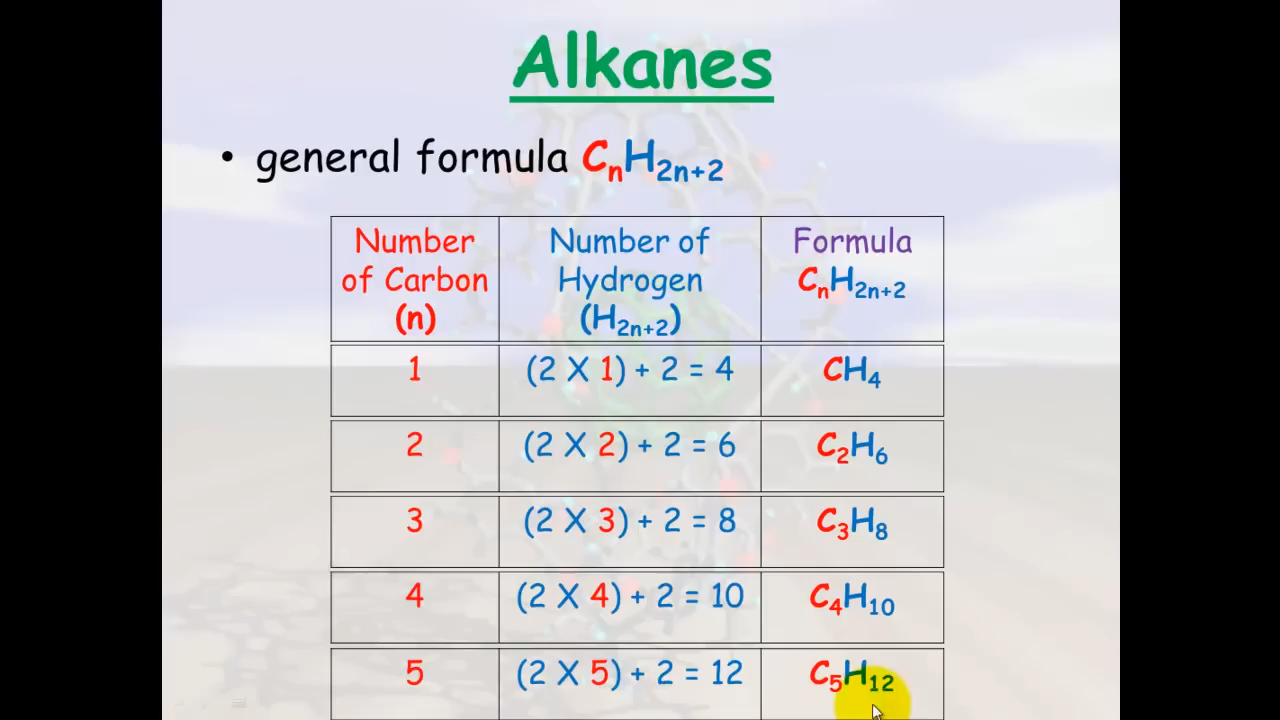 Alkanes
• general formula CₙH₂ₙ₊₂
Number of Carbon (n) Number of Hydrogen (H₂ₙ₊₂) Formula CₙH₂ₙ₊₂
1 (2 X 1) + 2 = 4 CH₄
2 (2 X 2) + 2 = 6 C₂H₆
3 (2 X 3) + 2 = 8 C₃H₈
4 (2 X 4) + 2 = 10 C₄H₁₀
5 (2 X 5) + 2 = 12 C₅H₁₂